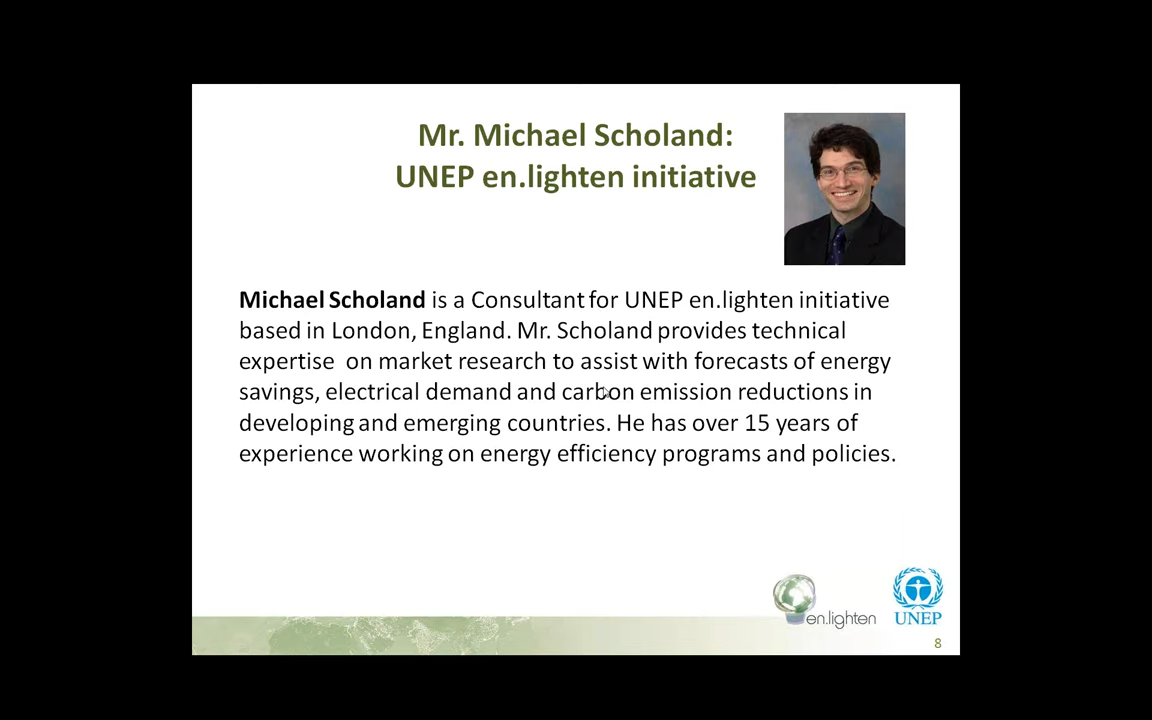 Mr. Michael Scholand:
UNEP en.lighten initiative
Michael Scholand is a Consultant for UNEP en.lighten initiative
based in London, England. Mr. Scholand provides technical
expertise on market research to assist with forecasts of energy
savings, electrical demand and carbon emission reductions in
developing and emerging countries. He has over 15 years of
experience working on energy efficiency programs and policies.
en.lighten
UNEP
8